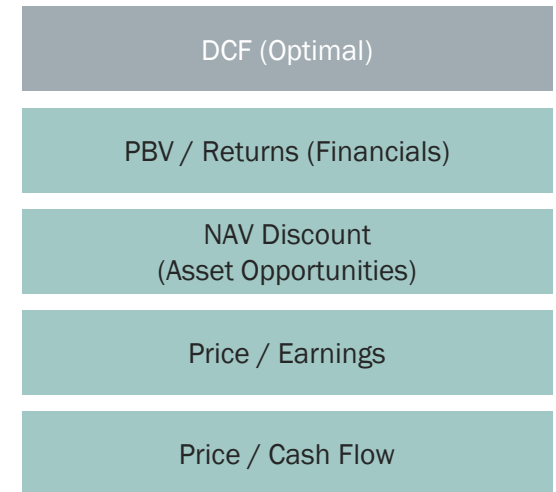 DCF (Optimal)
PBV / Returns (Financials)
NAV Discount
(Asset Opportunities)
Price / Earnings
Price / Cash Flow